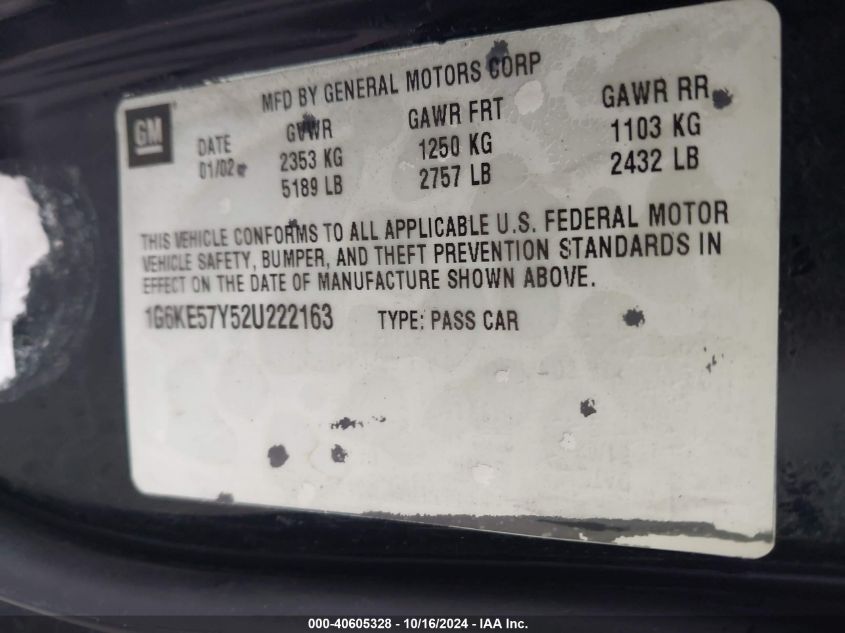 MFD BY GENERAL MOTORS CORP
GM
DATE GVWR GAWR FRT GAWR RR
01/02 2353 KG 1250 KG 1103 KG
5189 LB 2757 LB 2432 LB
THIS VEHICLE CONFORMS TO ALL APPLICABLE U.S. FEDERAL MOTOR
VEHICLE SAFETY, BUMPER, AND THEFT PREVENTION STANDARDS IN
EFFECT ON THE DATE OF MANUFACTURE SHOWN ABOVE.
1G6KE57Y52U222163 TYPE: PASS CAR
000-40605328 - 10/16/2024 - IAA Inc.